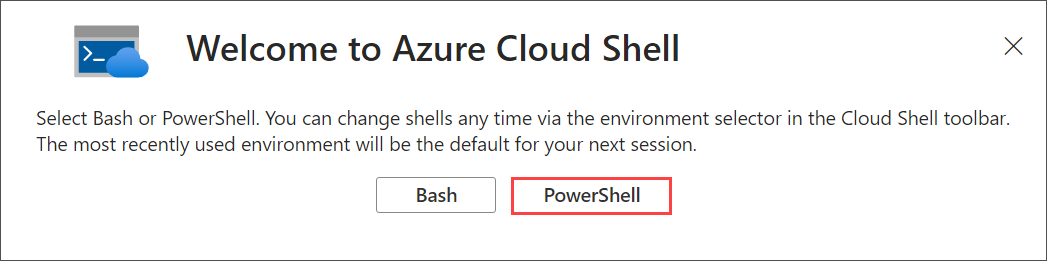 Welcome to Azure Cloud Shell
Select Bash or PowerShell. You can change shells any time via the environment selector in the Cloud Shell toolbar.
The most recently used environment will be the default for your next session.
Bash
PowerShell